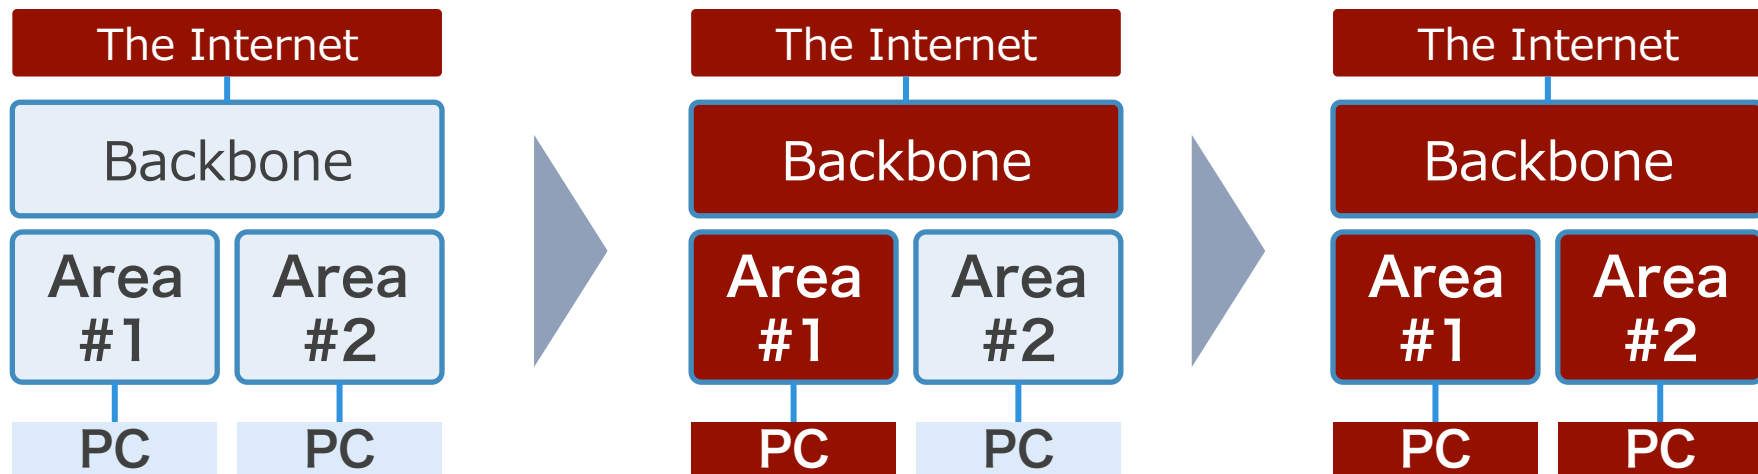 The Internet
Backbone
Area
#1
Area
#2
PC
PC
The Internet
Backbone
Area
#1
Area
#2
PC
PC
The Internet
Backbone
Area
#1
Area
#2
PC
PC